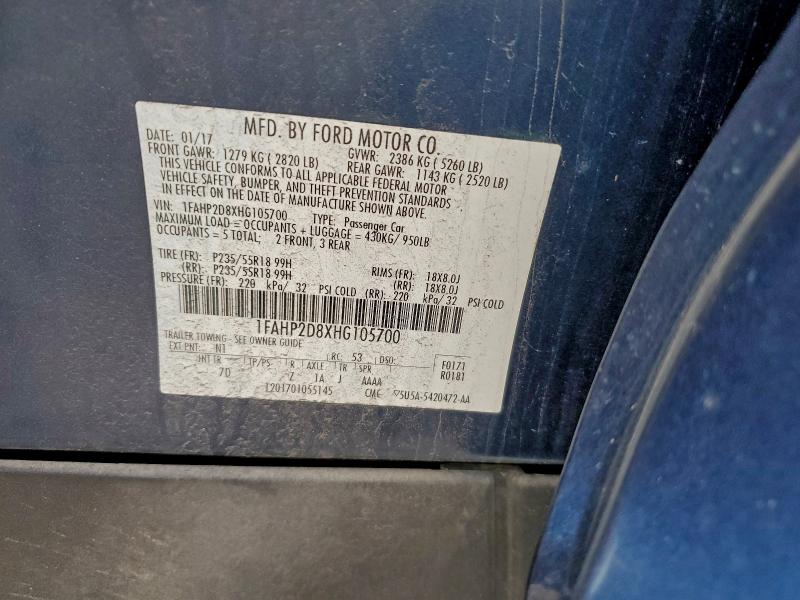 MFD. BY FORD MOTOR CO.
DATE: 01/17 GVWR: 2386 KG ( 5260 LB)
FRONT GAWR: 1279 KG ( 2820 LB) REAR GAWR: 1143 KG ( 2520 LB)
THIS VEHICLE CONFORMS TO ALL APPLICABLE FEDERAL MOTOR
VEHICLE SAFETY, BUMPER, AND THEFT PREVENTION STANDARDS
IN EFFECT ON THE DATE OF MANUFACTURE SHOWN ABOVE.
VIN: 1FAHP2D8XHG105700 TYPE: Passenger Car
MAXIMUM LOAD = OCCUPANTS + LUGGAGE = 430KG/ 950LB
OCCUPANTS = 5 TOTAL; 2 FRONT, 3 REAR
TIRE (FR): P235/55R18 99H RIMS (FR): 18X8.0J
(RR): P235/55R18 99H (RR): 18X8.0J
PRESSURE (FR): 220 kPa/ 32 PSI COLD (RR): 220 kPa/ 32 PSI COLD
1FAHP2D8XHG105700
TRAILER TOWING - SEE OWNER GUIDE
EXT PNT: N1 RC: 53 DSO: F0171
INT TR TP/PS R AXLE TR SPR R0181
7D Z 1A J AAAA
L201701055145 CMC 5U5A-5420472-AA